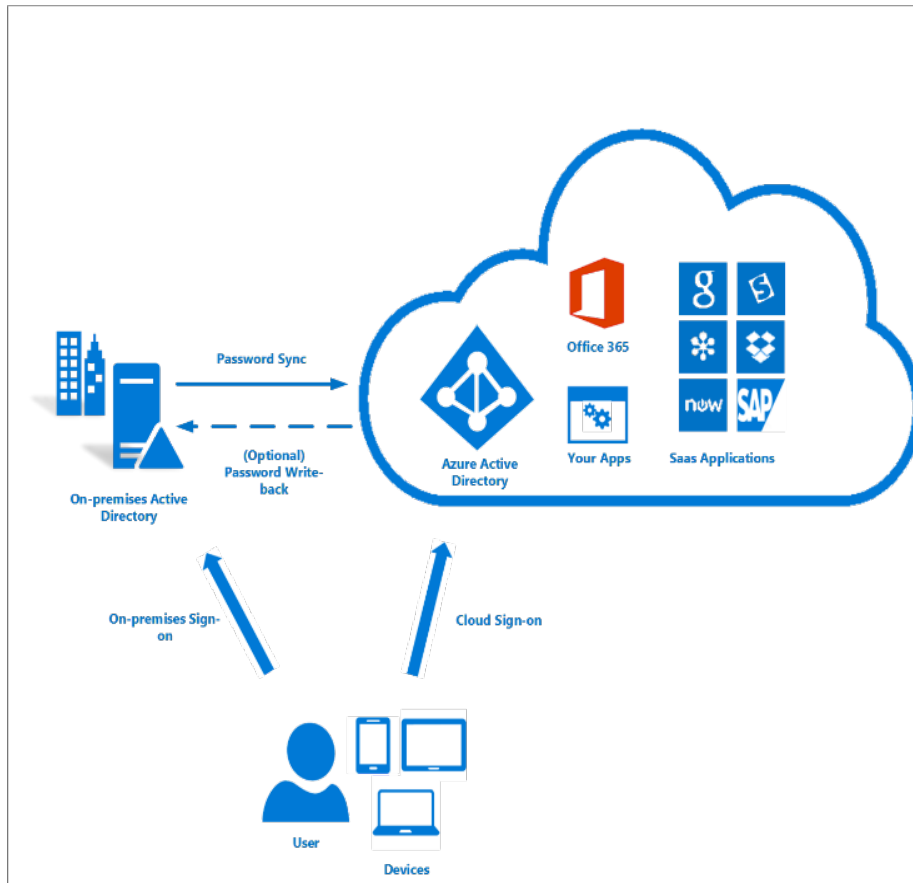 Office 365
Password Sync
(Optional)
Password Write-
back
Azure Active
Directory
Your Apps
Saas Applications
g
S
now
SAP
On-premises Active
Directory
On-premises Sign-
on
Cloud Sign-on
User
Devices